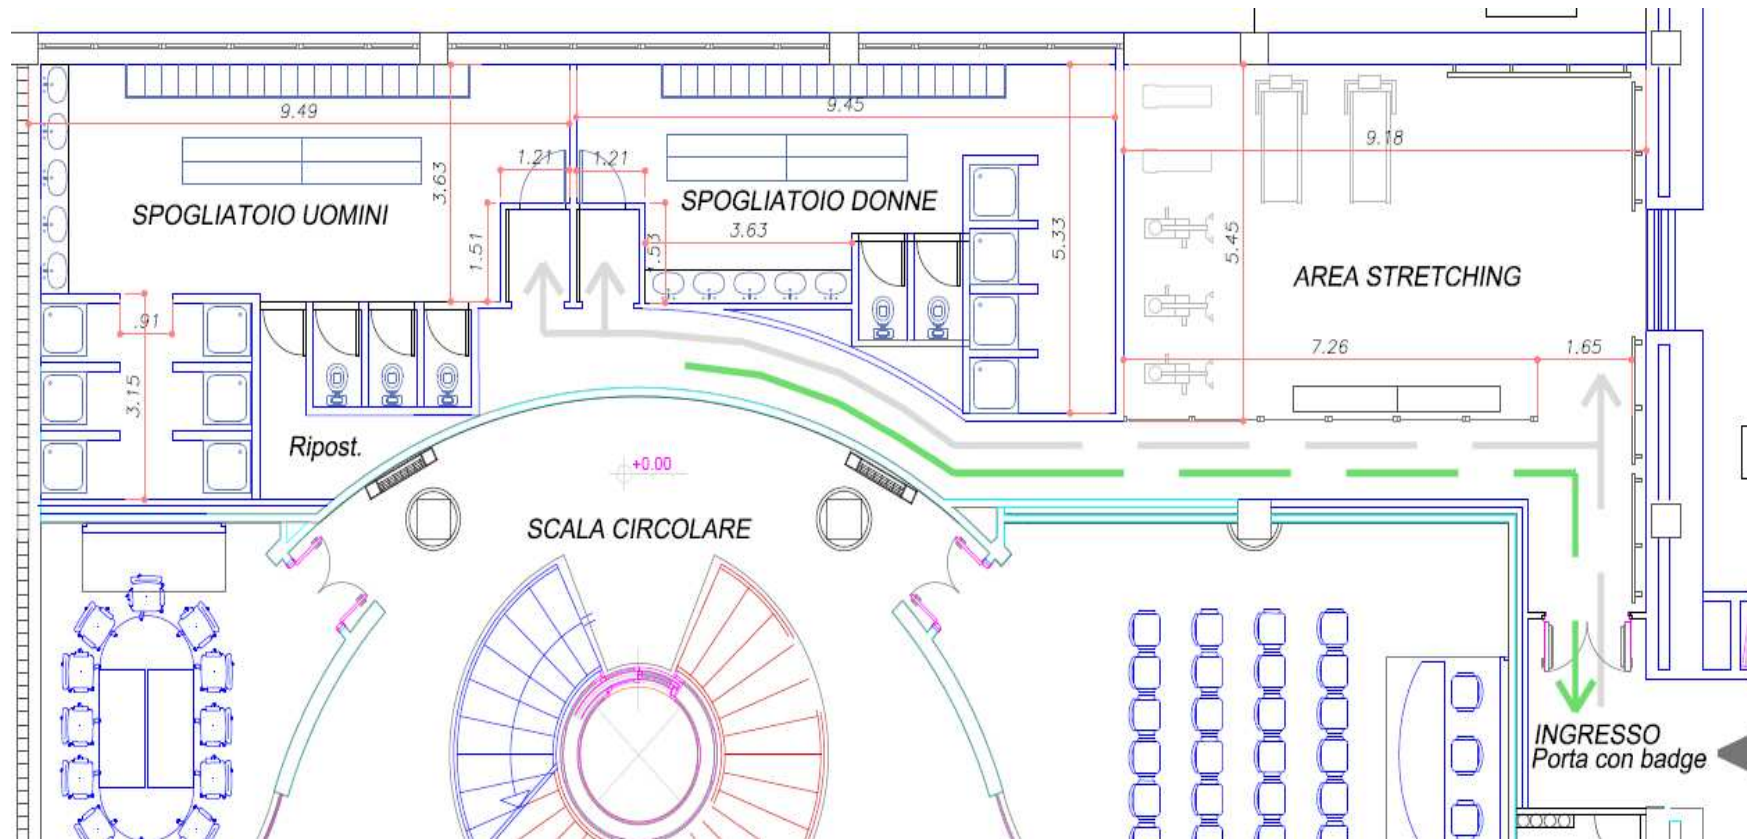 9.49
9.45
9.18
1.21
1.21
3.63
SPOGLIATOIO UOMINI
SPOGLIATOIO DONNE
3.63
1.51
1.53
5.33
5.45
AREA STRETCHING
.91
3.15
7.26
1.65
Ripost.
+0.00
SCALA CIRCOLARE
INGRESSO
Porta con badge